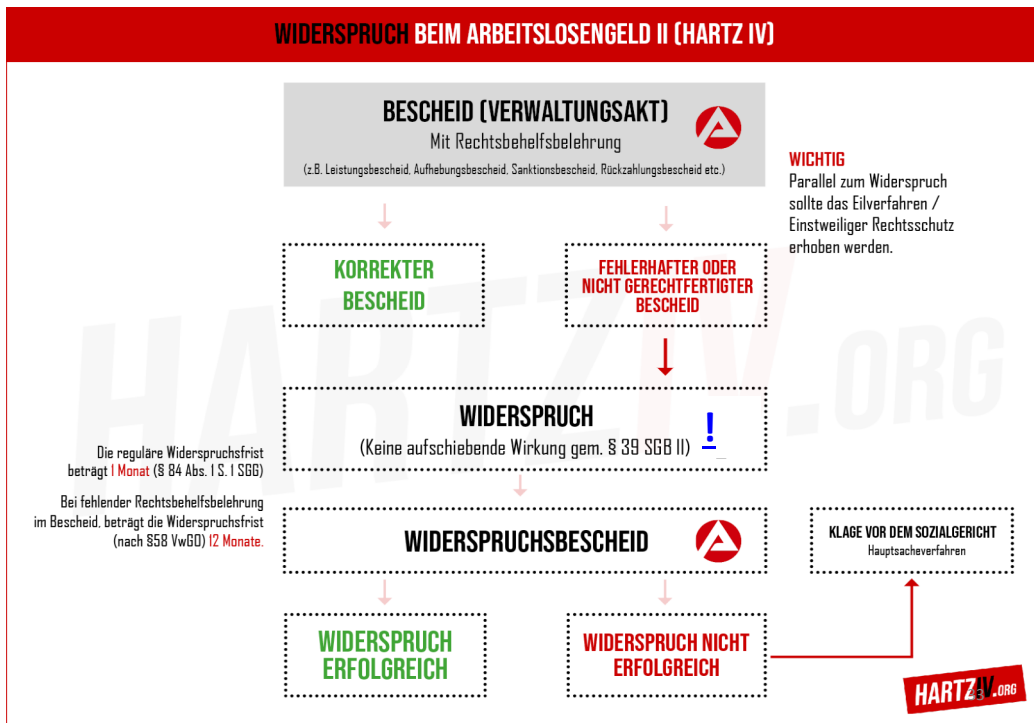 WIDERSPRUCH BEIM ARBEITSLOSENGELD II (HARTZ IV)
BESCHEID (VERWALTUNGSAKT)
Mit Rechtsbehelfsbelehrung
(z.B. Leistungsbescheid, Aufhebungsbescheid, Sanktionsbescheid, Rückzahlungsbescheid etc.)
WICHTIG
Parallel zum Widerspruch
sollte das Eilverfahren /
Einstweiliger Rechtsschutz
erhoben werden.
KORREKTER
BESCHEID
FEHLERHAFTER ODER
NICHT GERECHTFERTIGTER
BESCHEID
HARTZIV.ORG
WIDERSPRUCH
(Keine aufschiebende Wirkung gem. § 39 SGB II)
!
Die reguläre Widerspruchsfrist
beträgt 1 Monat (§ 84 Abs. 1 S. 1 SGG)
Bei fehlender Rechtsbehelfsbelehrung
im Bescheid, beträgt die Widerspruchsfrist
(nach §58 VwGO) 12 Monate.
WIDERSPRUCHSBESCHEID
KLAGE VOR DEM SOZIALGERICHT
Hauptsacheverfahren
WIDERSPRUCH
ERFOLGREICH
WIDERSPRUCH NICHT
ERFOLGREICH
HARTZIV.ORG